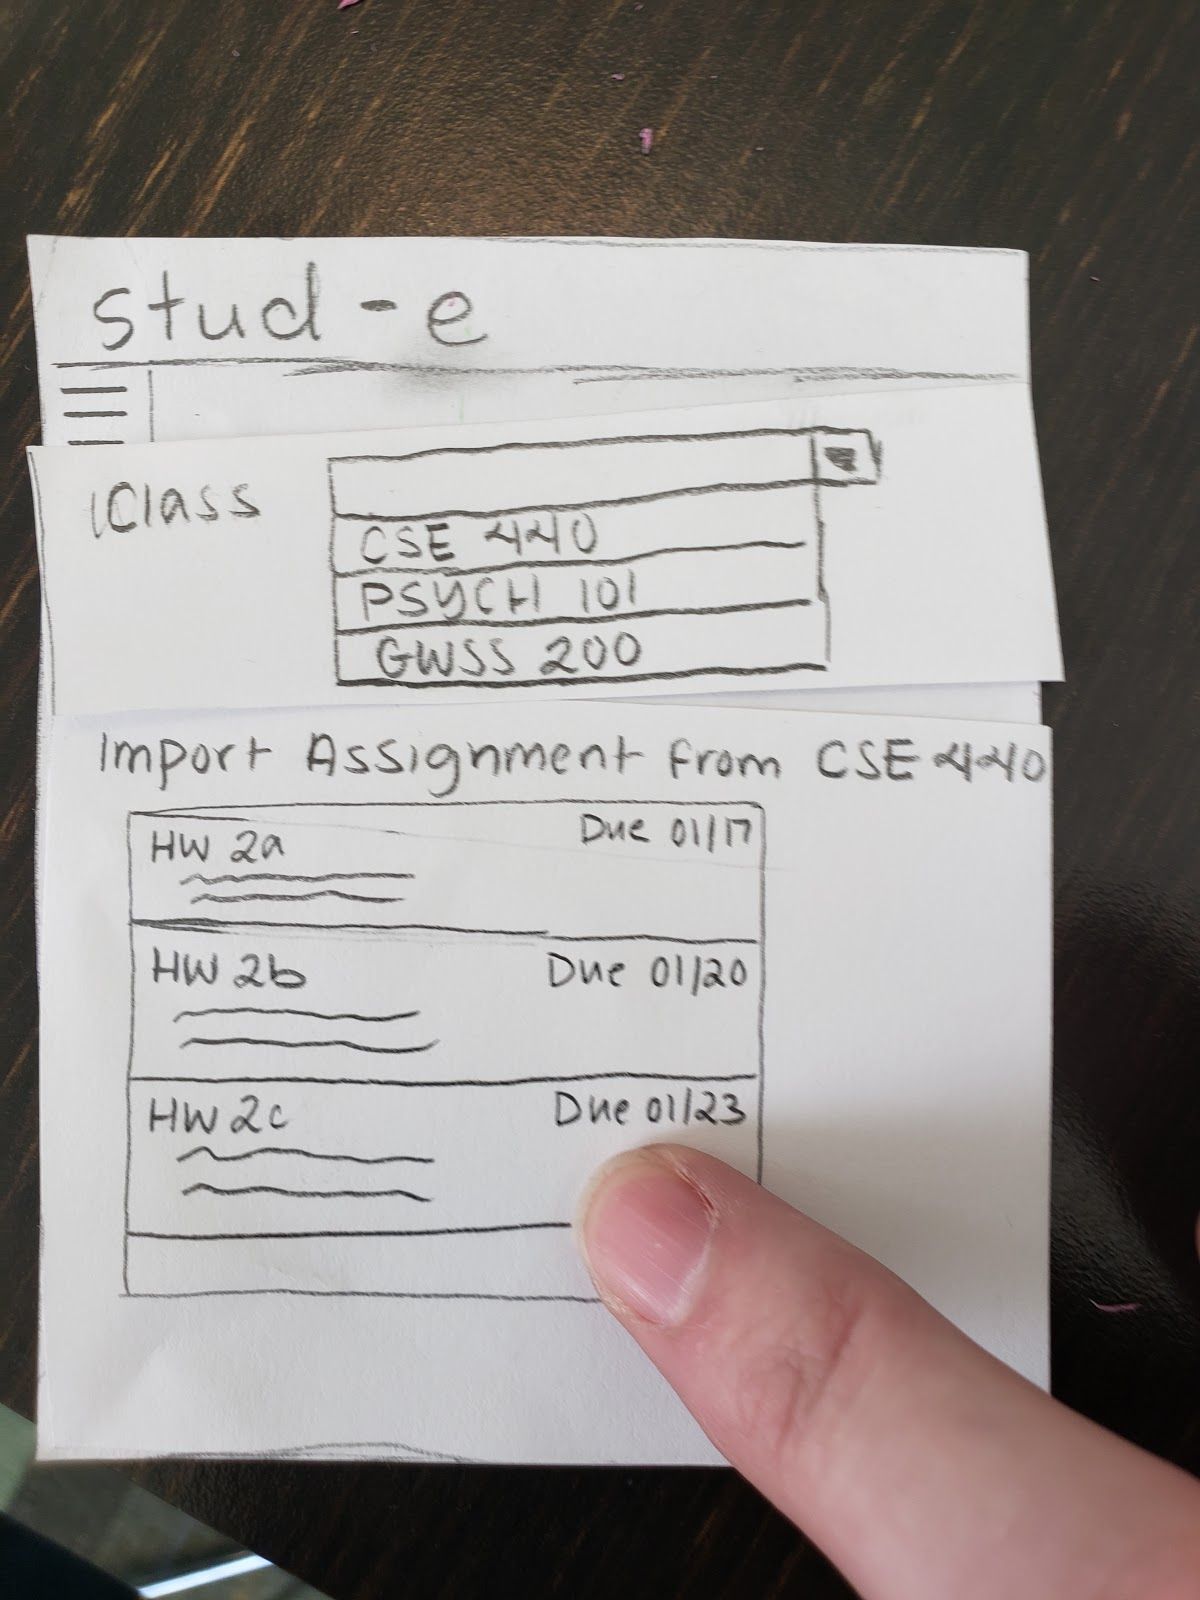 stud-e
Class
CSE 440
PSYCH 101
GWSS 200
Import Assignment from CSE 440
HW 2a Due 01/17
HW 2b Due 01/20
HW 2c Due 01/23